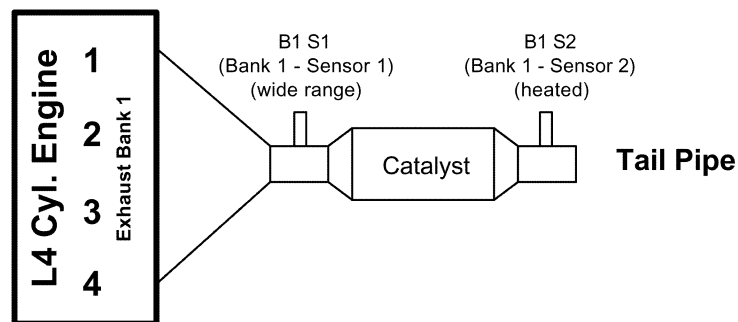 L4 Cyl. Engine
1
2
3
4
Exhaust Bank 1
B1 S1
(Bank 1 - Sensor 1)
(wide range)
B1 S2
(Bank 1 - Sensor 2)
(heated)
Catalyst
Tail Pipe